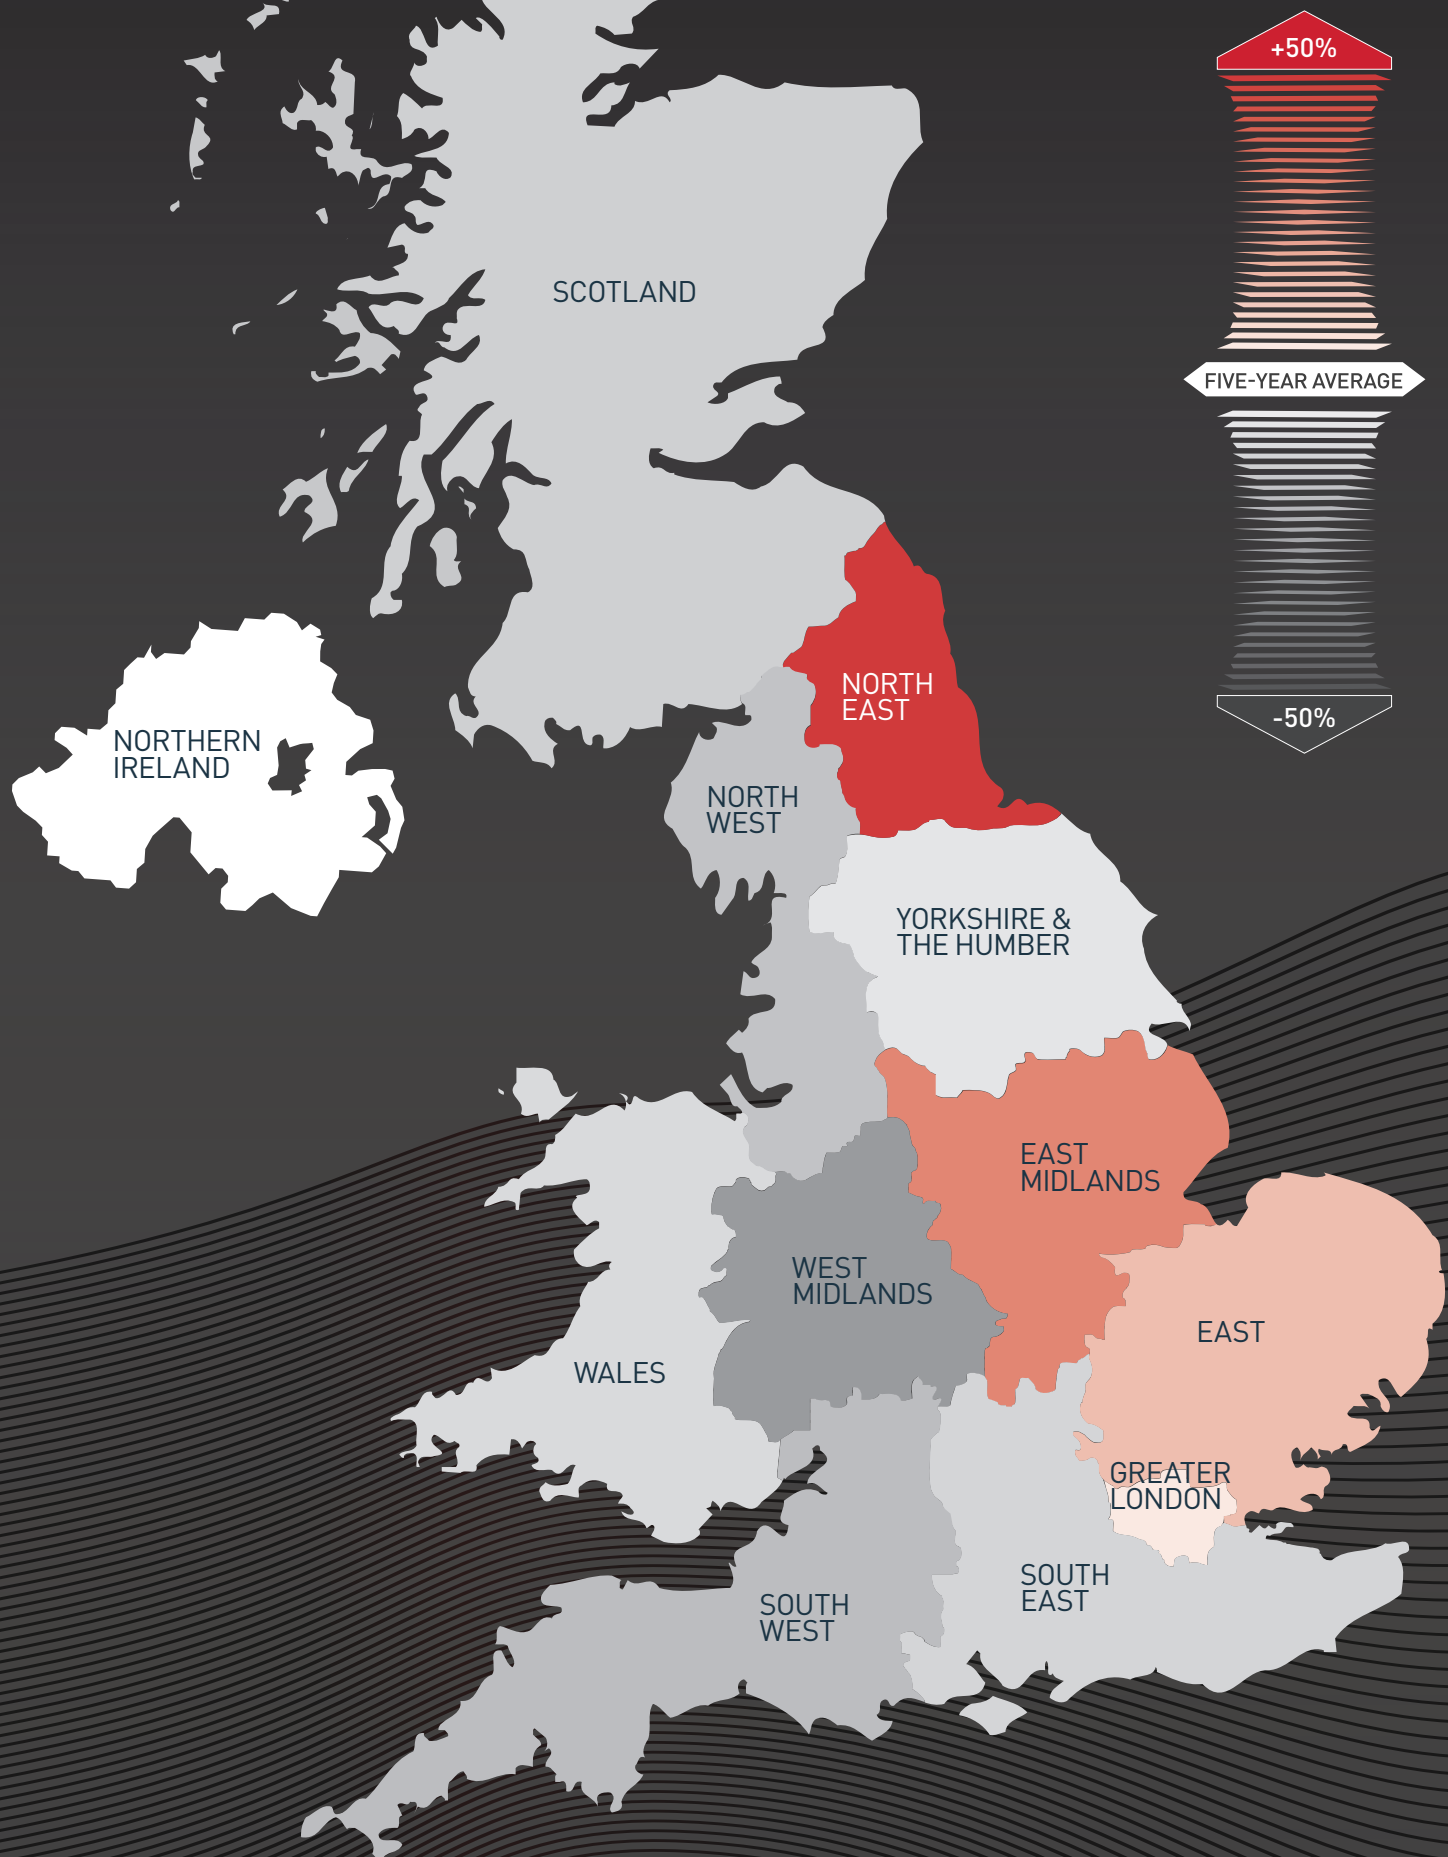 +50%
SCOTLAND
FIVE-YEAR AVERAGE
NORTH
EAST
-50%
NORTHERN
IRELAND
NORTH
WEST
YORKSHIRE &
THE HUMBER
EAST
MIDLANDS
WEST
MIDLANDS
EAST
WALES
GREATER
LONDON
SOUTH
EAST
SOUTH
WEST